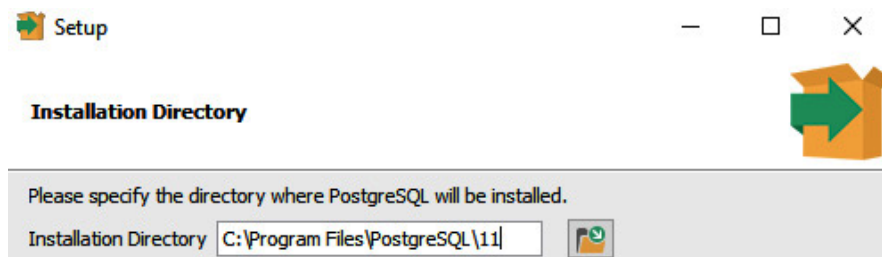 Setup
Installation Directory
Please specify the directory where PostgreSQL will be installed.
Installation Directory C:\Program Files\PostgreSQL\11